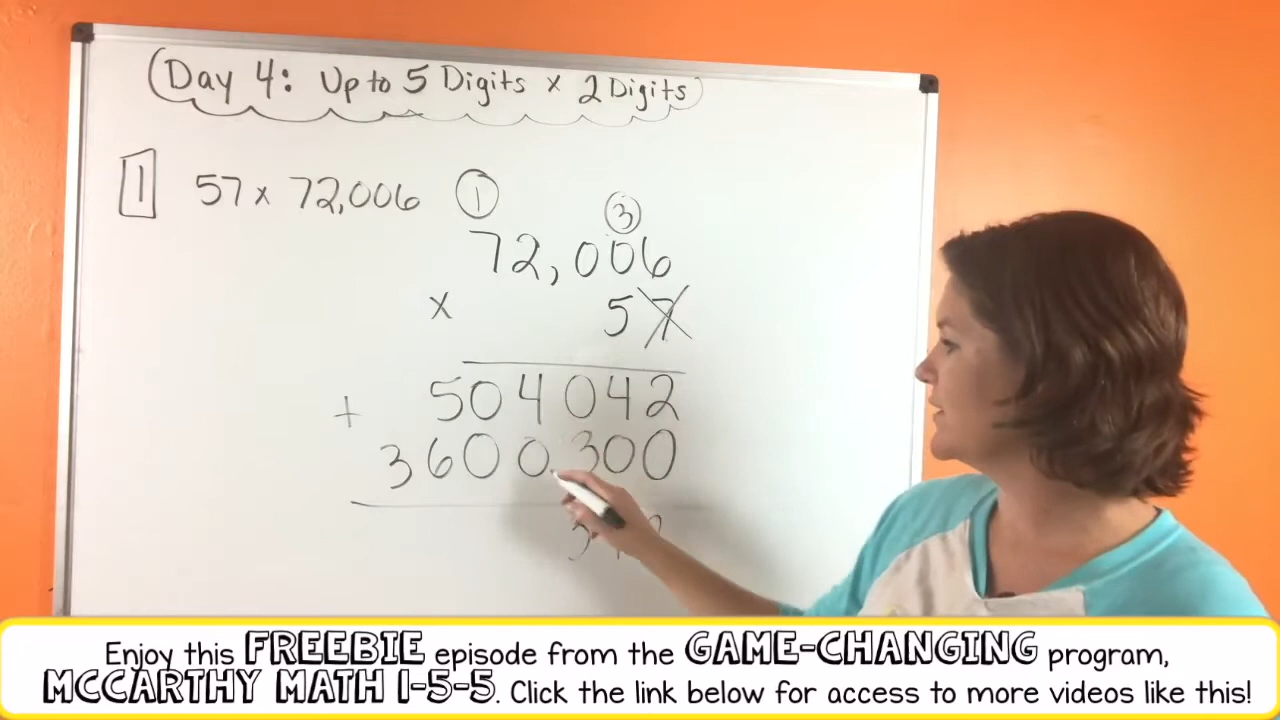 Day 4: Up to 5 Digits x 2 Digits
1 57 x 72,006 1
3
72,006
x 57
504042
+
3600300
342
Enjoy this FREEBIE episode from the GAME-CHANGING program,
MCCARTHY MATH 1-5-5. Click the link below for access to more videos like this!